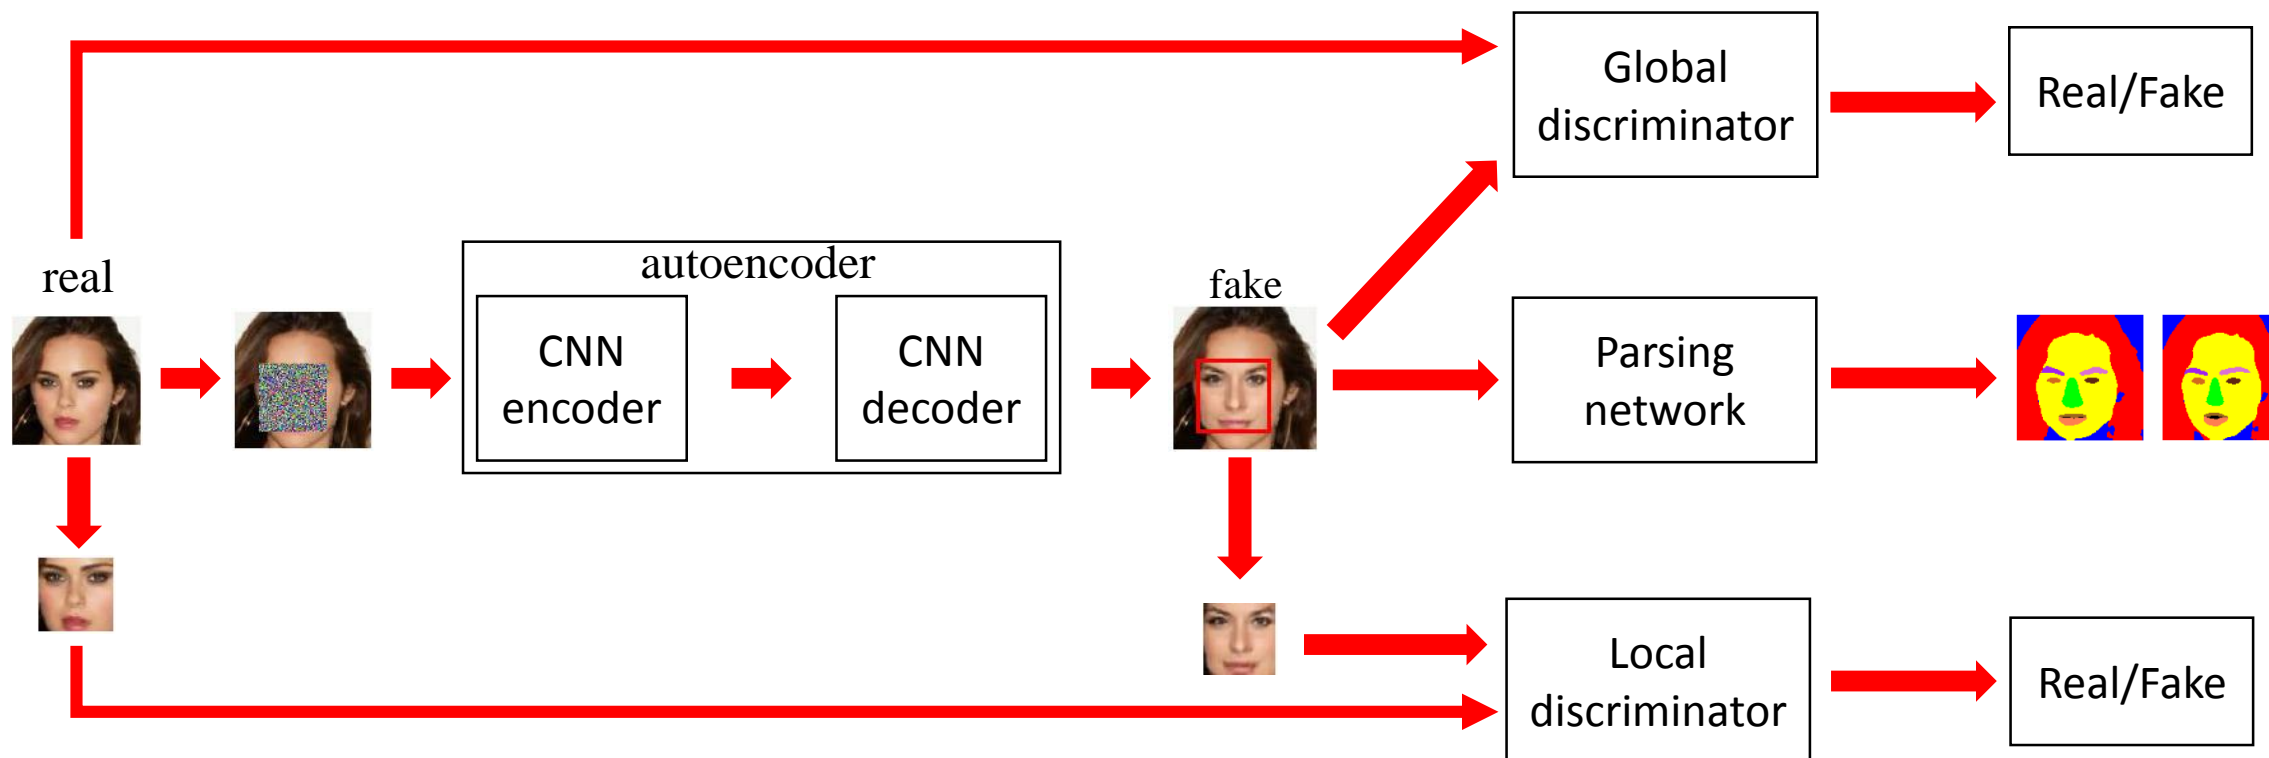 Global
discriminator
Real/Fake
real
autoencoder
CNN
encoder
CNN
decoder
fake
Parsing
network
Local
discriminator
Real/Fake